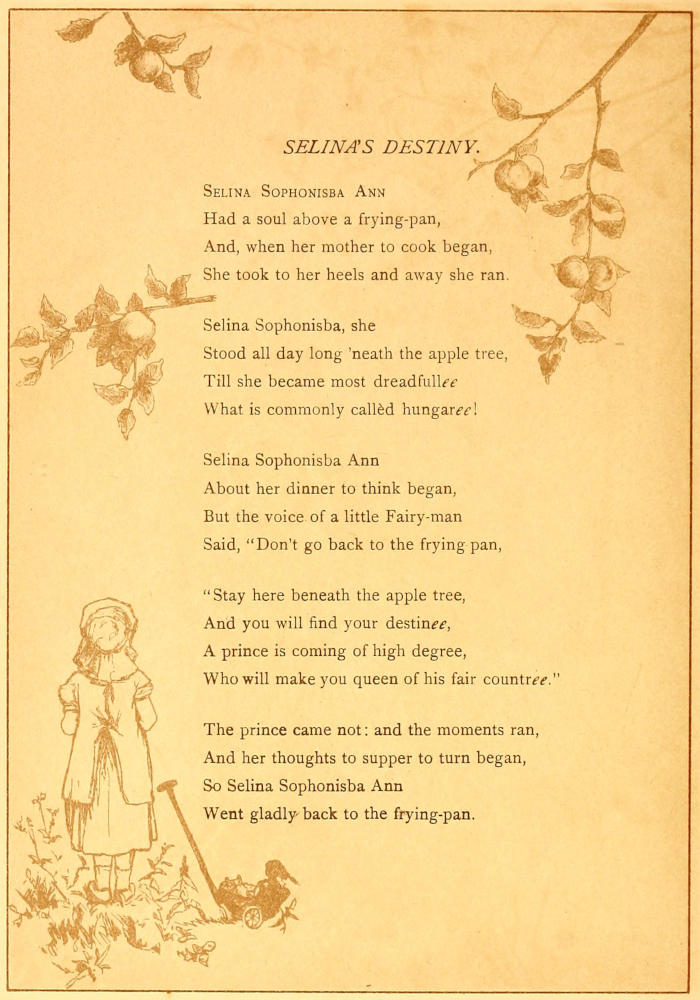 SELINA'S DESTINY.
SELINA SOPHONISBA ANN
Had a soul above a frying-pan,
And, when her mother to cook began,
She took to her heels and away she ran.
Selina Sophonisba, she
Stood all day long 'neath the apple tree,
Till she became most dreadfullee
What is commonly callèd hungaree!
Selina Sophonisba Ann
About her dinner to think began,
But the voice of a little Fairy-man
Said, "Don't go back to the frying pan,
"Stay here beneath the apple tree,
And you will find your destinee,
A prince is coming of high degree,
Who will make you queen of his fair countree."
The prince came not: and the moments ran,
And her thoughts to supper to turn began,
So Selina Sophonisba Ann
Went gladly back to the frying-pan.